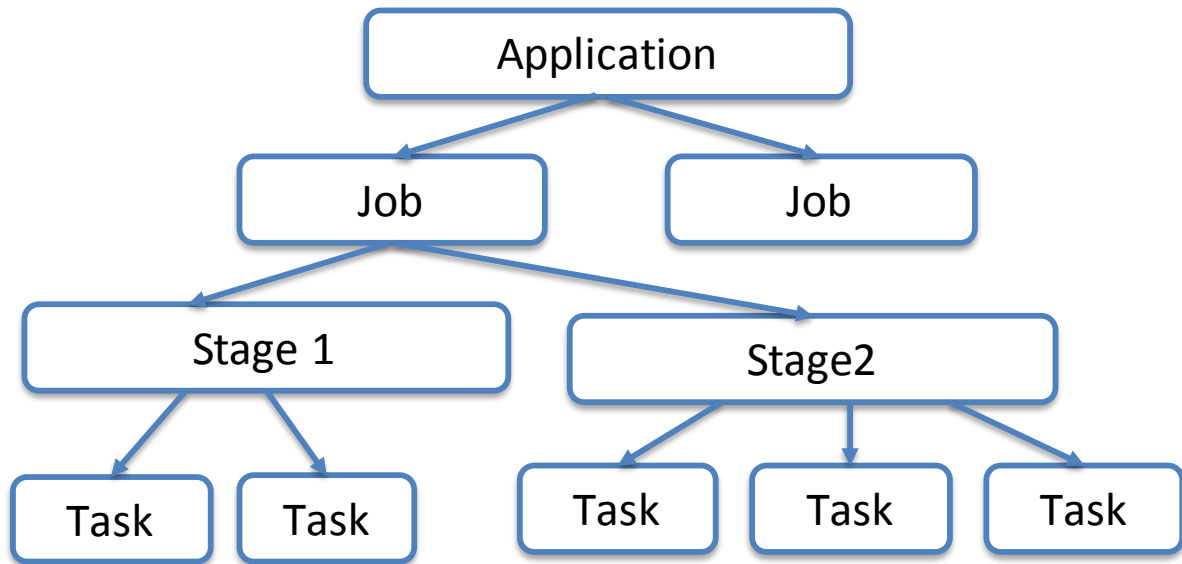 Application
Job
Job
Stage 1
Stage2
Task
Task
Task
Task
Task